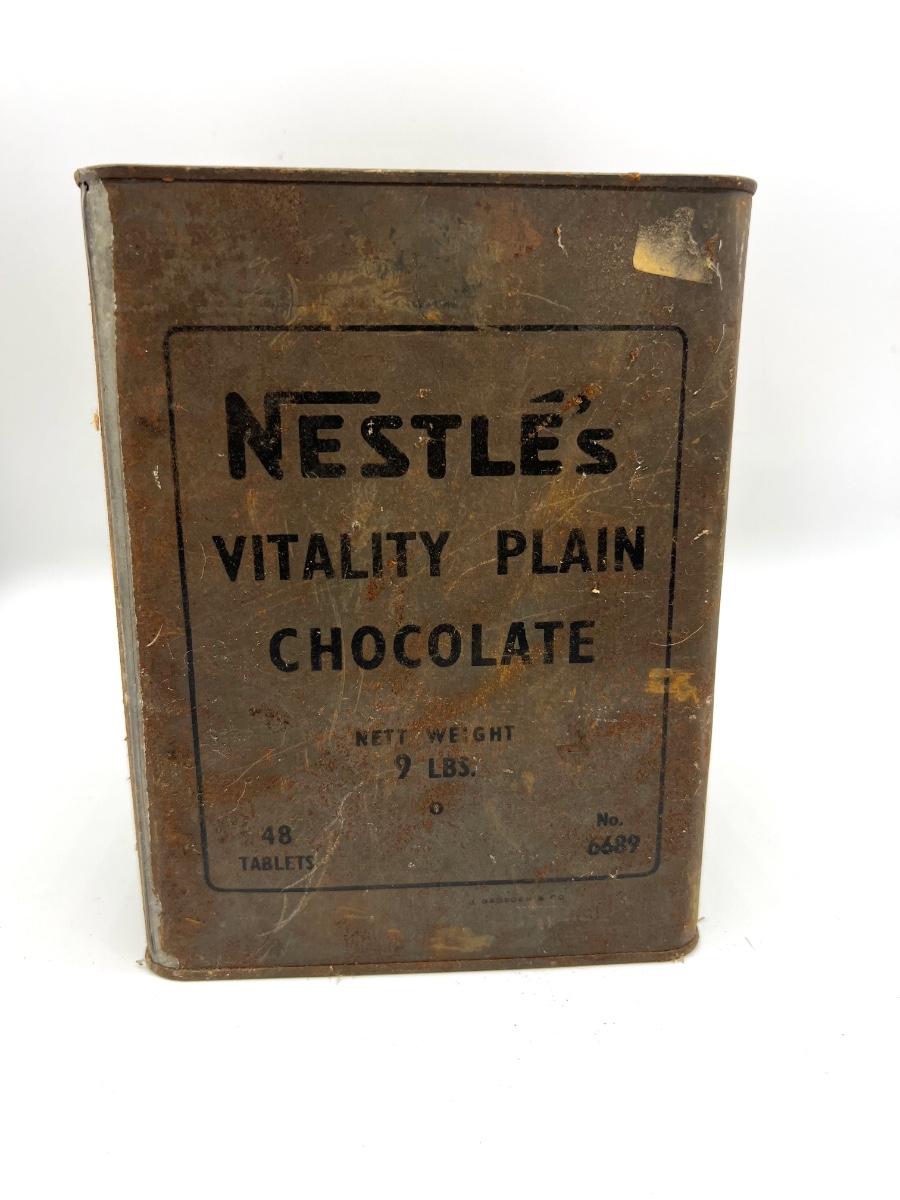 NESTLÉ'S
VITALITY PLAIN
CHOCOLATE
NETT WEIGHT
9 LBS.
48
TABLETS
No.
6689